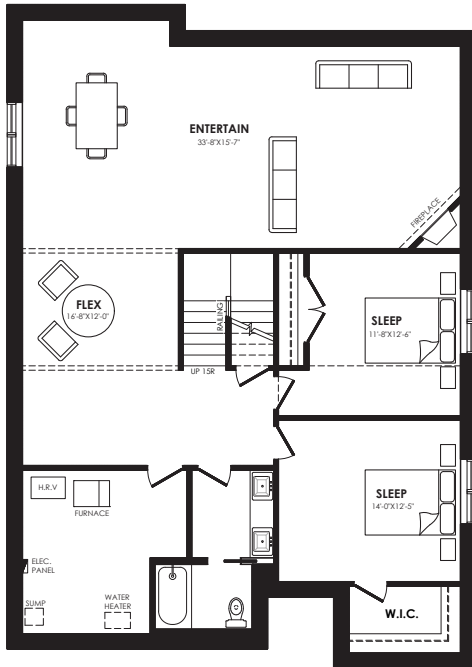 ENTERTAIN
33'-8"X15'-7"
FIREPLACE
FLEX
16'-8"X12'-0"
RAILING
UP 15R
SLEEP
11'-8"X12'-6"
H.R.V
FURNACE
SLEEP
14'-0"X12'-5"
ELEC.
PANEL
SUMP
WATER
HEATER
W.I.C.